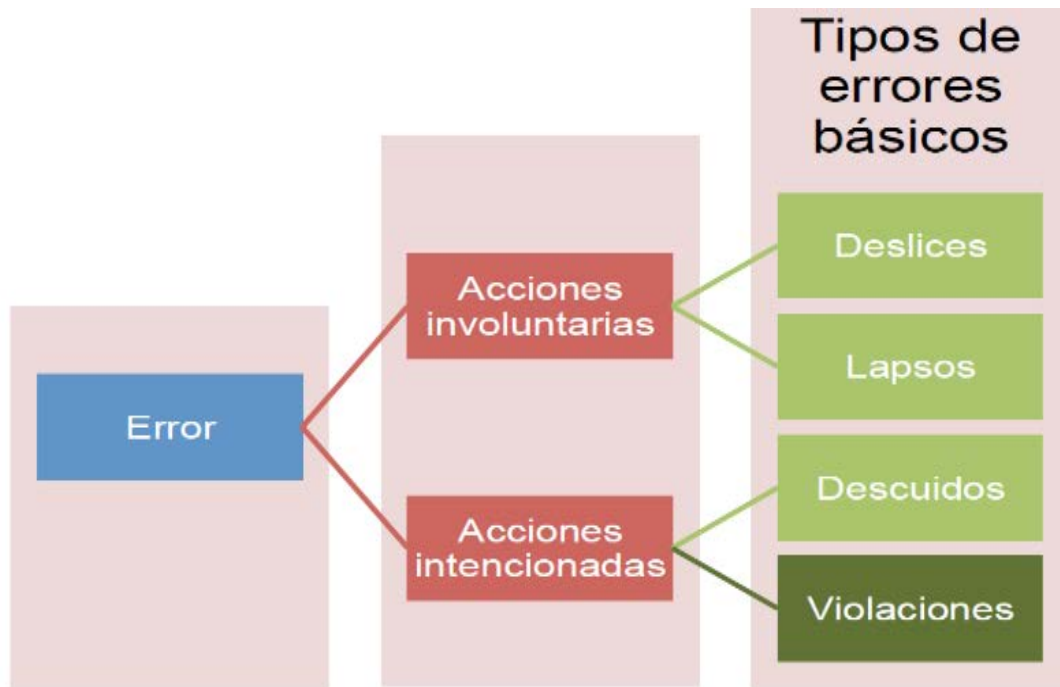 Tipos de
errores
básicos
Error
Acciones
involuntarias
Acciones
intencionadas
Deslices
Lapsos
Descuidos
Violaciones